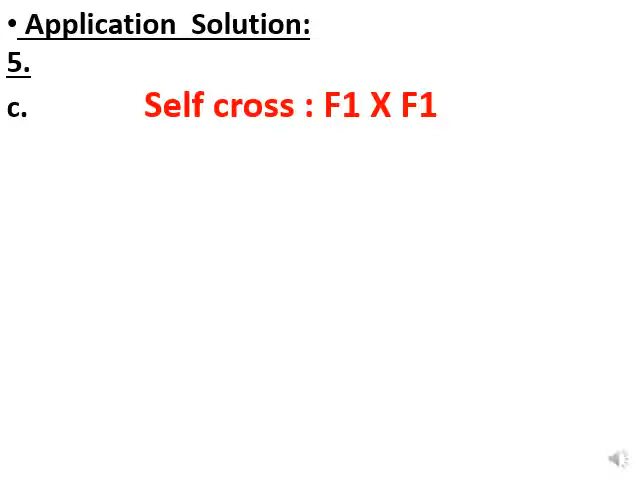 • Application Solution:
5.
c. Self cross : F1 X F1